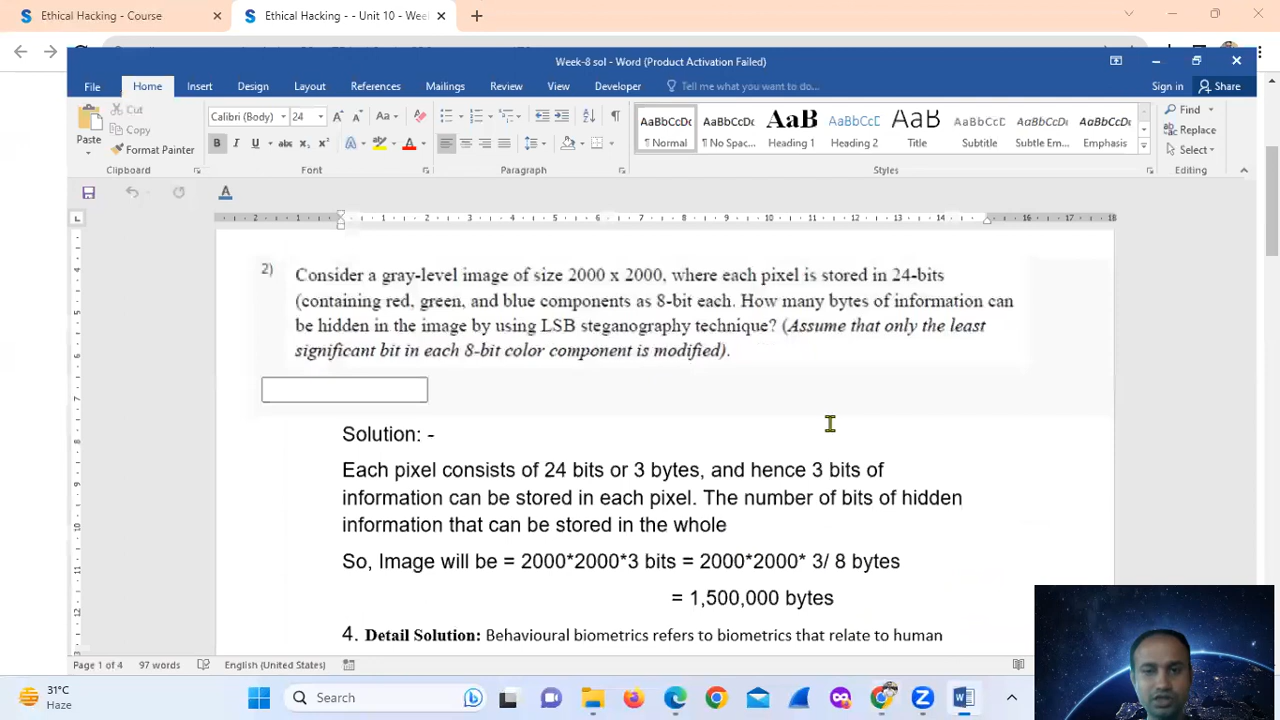 Ethical Hacking - Course
Ethical Hacking - - Unit 10 - Wee
Week-8 sol - Word (Product Activation Failed)
File Home Insert Design Layout References Mailings Review View Developer Tell me what you want to do... Sign in Share
Paste
Cut
Copy
Format Painter
Clipboard
Calibri (Body) 24
Font
Paragraph
AaBbCcDc AaBbCcDc AaB AaBbCcD AaB AaBbCcD AaBbCcDc AaBbCcDc
¶ Normal ¶ No Spac... Heading 1 Heading 2 Title Subtitle Subtle Em... Emphasis
Styles
Find
Replace
Select
Editing
2) Consider a gray-level image of size 2000 x 2000, where each pixel is stored in 24-bits
(containing red, green, and blue components as 8-bit each. How many bytes of information can
be hidden in the image by using LSB steganography technique? (Assume that only the least
significant bit in each 8-bit color component is modified).
Solution: -
Each pixel consists of 24 bits or 3 bytes, and hence 3 bits of
information can be stored in each pixel. The number of bits of hidden
information that can be stored in the whole
So, Image will be = 2000*2000*3 bits = 2000*2000* 3/ 8 bytes
= 1,500,000 bytes
4. Detail Solution: Behavioural biometrics refers to biometrics that relate to human
Page 1 of 4 97 words English (United States)
31°C
Haze
Search